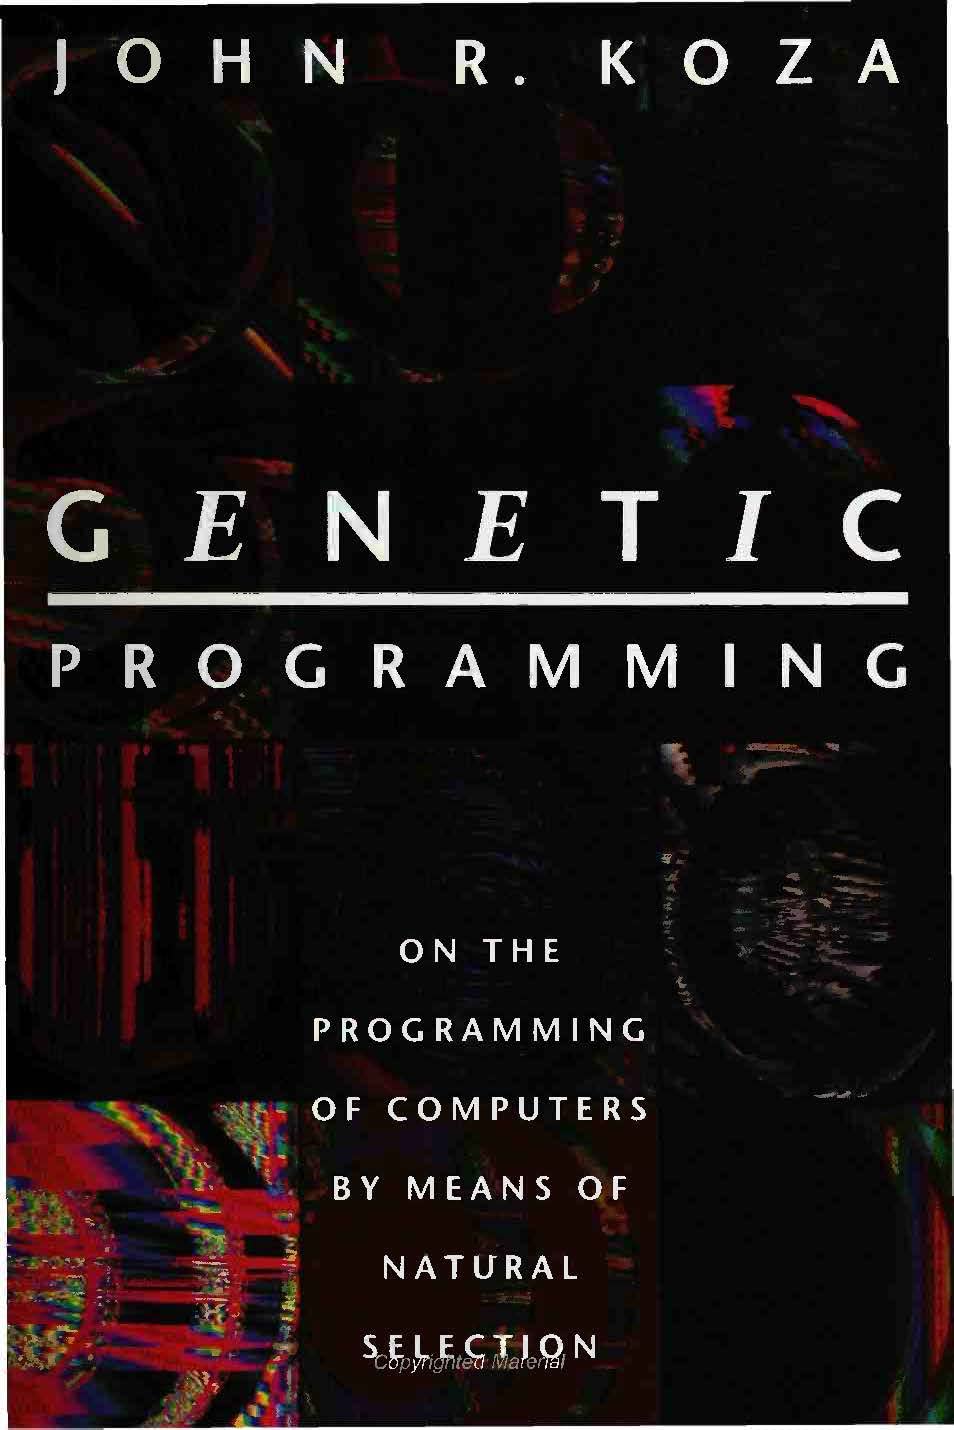 JOHN R. KOZA
GENETIC
PROGRAMMING
ON THE
PROGRAMMING
OF COMPUTERS
BY MEANS OF
NATURAL
SELECTION
Copyrighted Material